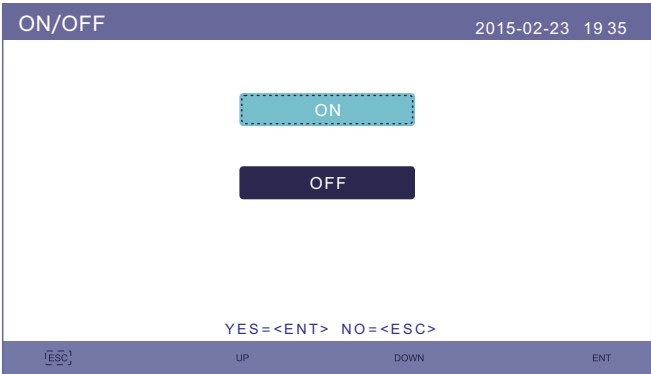 ON/OFF 2015-02-23 19 35
ON
OFF
YES=<ENT> NO=<ESC>
ESC UP DOWN ENT